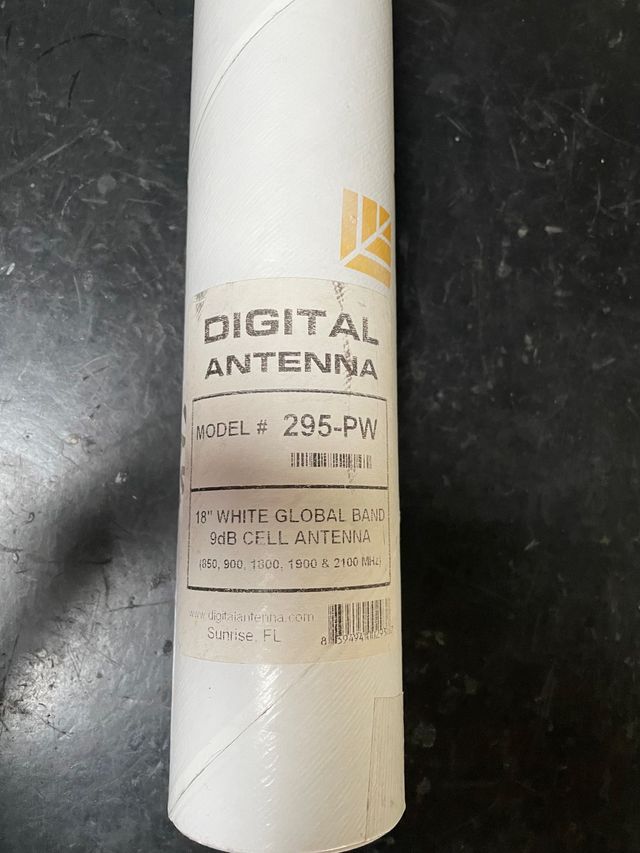 DIGITAL
ANTENNA
MODEL # 295-PW
18" WHITE GLOBAL BAND
9dB CELL ANTENNA
(850, 900, 1800, 1900 & 2100 MHz)
www.digitalantenna.com
Sunrise, FL